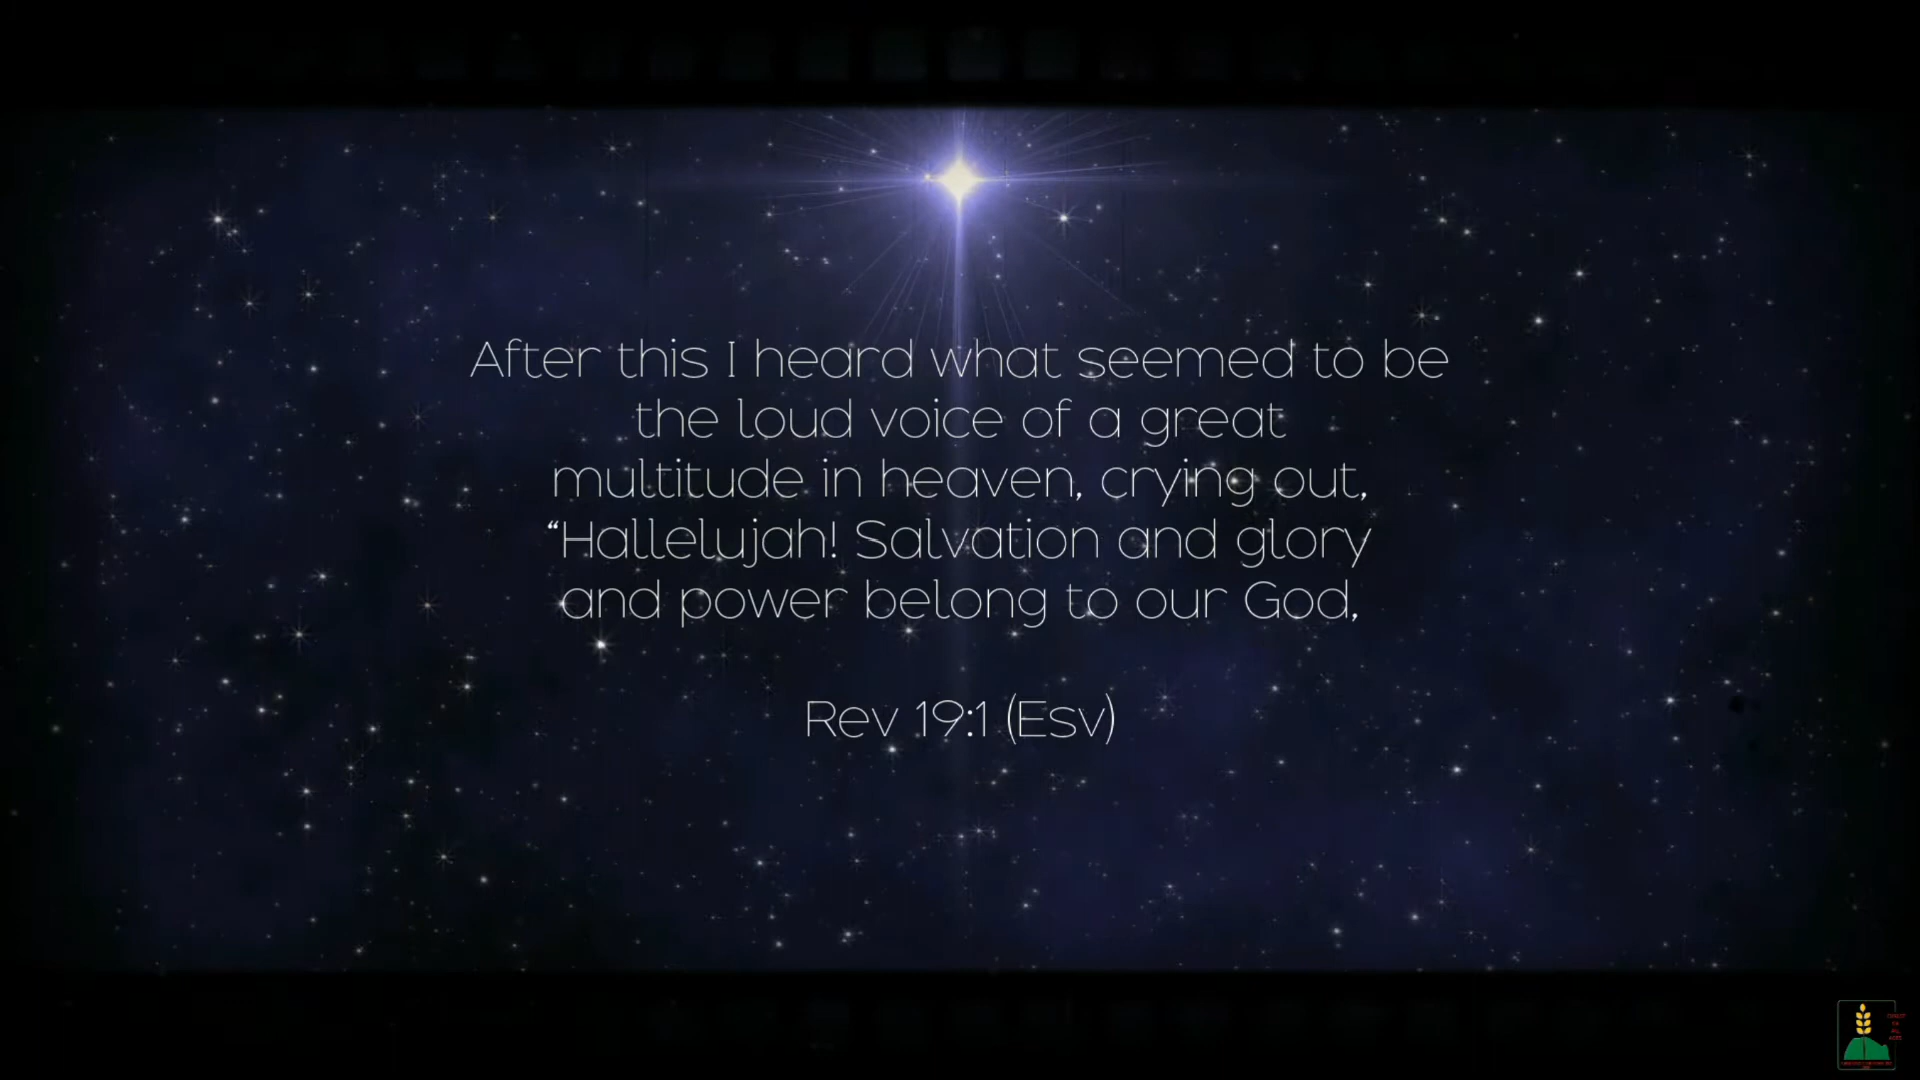 After this I heard what seemed to be
the loud voice of a great
multitude in heaven, crying out,
“Hallelujah! Salvation and glory
and power belong to our God,
Rev 19:1 (Esv)